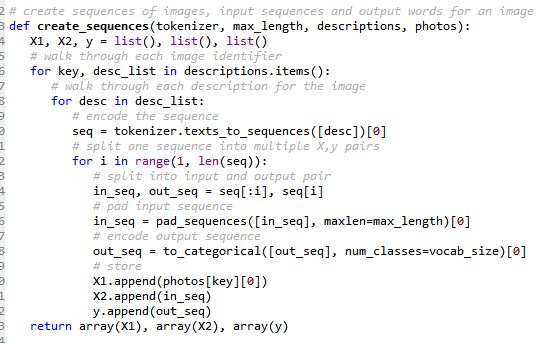 2 # create sequences of images, input sequences and output words for an image
3 def create_sequences(tokenizer, max_length, descriptions, photos):
4 X1, X2, y = list(), list(), list()
5 # walk through each image identifier
6 for key, desc_list in descriptions.items():
7 # walk through each description for the image
8 for desc in desc_list:
9 # encode the sequence
0 seq = tokenizer.texts_to_sequences([desc])[0]
1 # split one sequence into multiple X,y pairs
2 for i in range(1, len(seq)):
3 # split into input and output pair
4 in_seq, out_seq = seq[:i], seq[i]
5 # pad input sequence
6 in_seq = pad_sequences([in_seq], maxlen=max_length)[0]
7 # encode output sequence
8 out_seq = to_categorical([out_seq], num_classes=vocab_size)[0]
9 # store
0 X1.append(photos[key][0])
1 X2.append(in_seq)
2 y.append(out_seq)
3 return array(X1), array(X2), array(y)
4